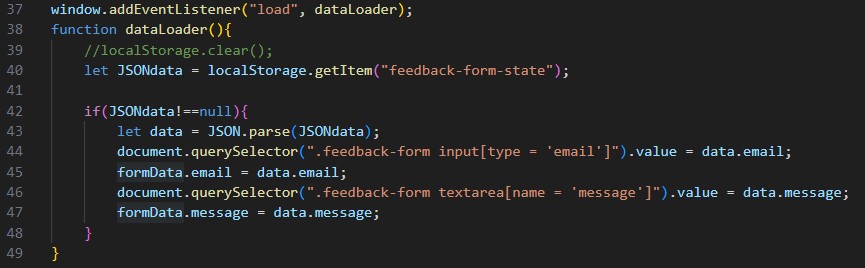 37 window.addEventListener("load", dataLoader);
38 function dataLoader(){
39     //localStorage.clear();
40     let JSONdata = localStorage.getItem("feedback-form-state");
41
42     if(JSONdata!==null){
43         let data = JSON.parse(JSONdata);
44         document.querySelector(".feedback-form input[type = 'email']").value = data.email;
45         formData.email = data.email;
46         document.querySelector(".feedback-form textarea[name = 'message']").value = data.message;
47         formData.message = data.message;
48     }
49 }